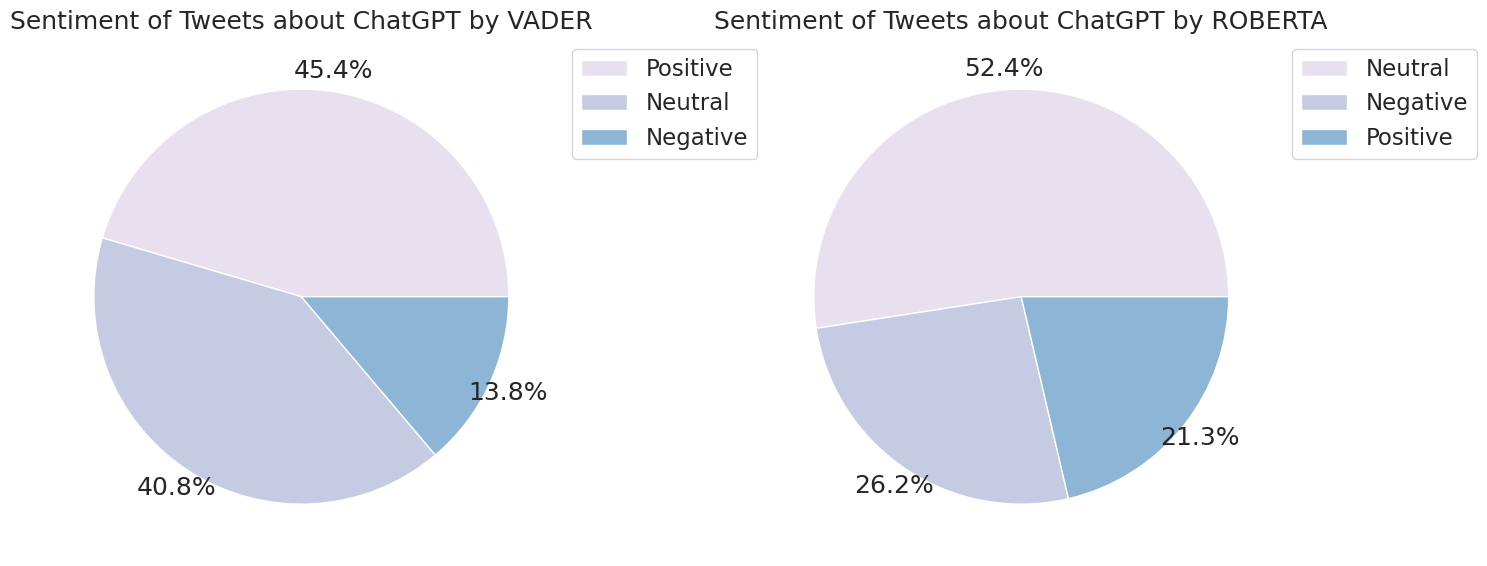 Sentiment of Tweets about ChatGPT by VADER
45.4%
Positive
Neutral
Negative
13.8%
40.8%
Sentiment of Tweets about ChatGPT by ROBERTA
52.4%
Neutral
Negative
Positive
21.3%
26.2%